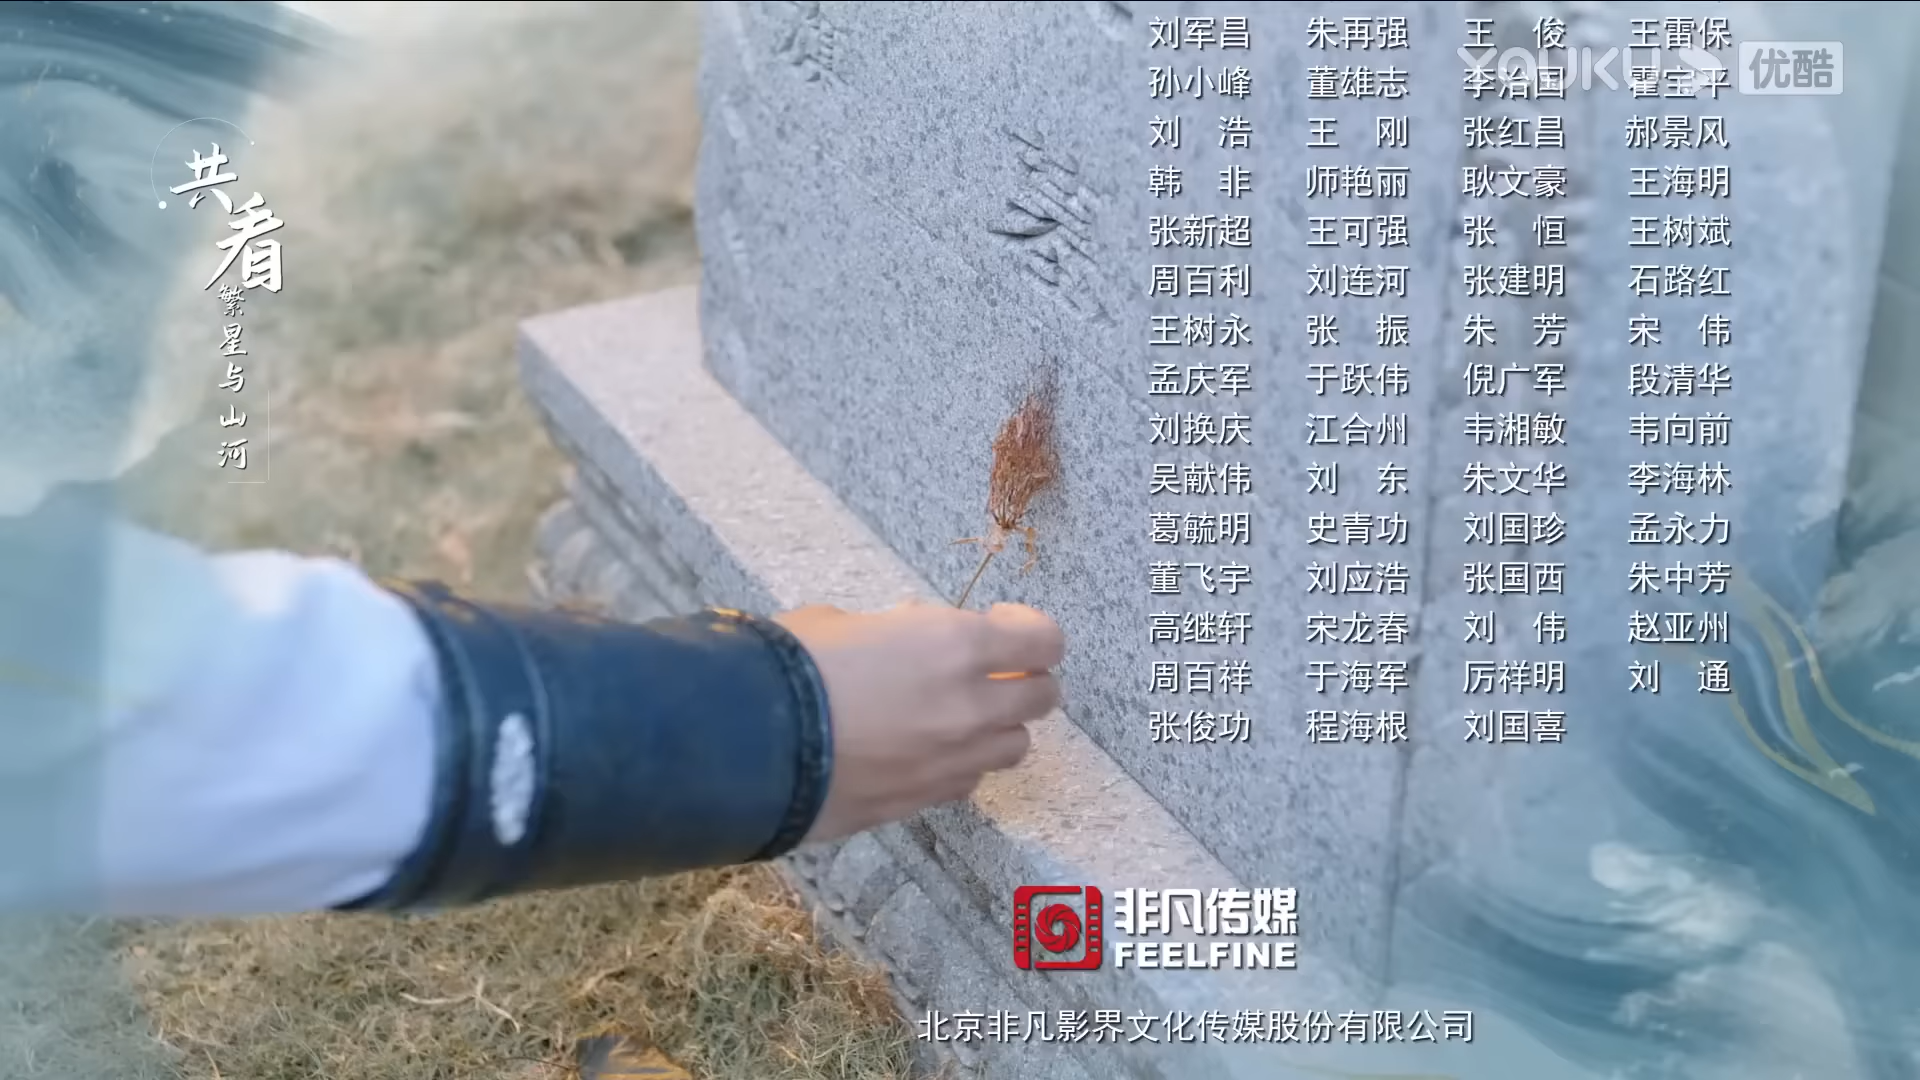 共看
繁星与山河
刘军昌 朱再强 王 俊 王雷保
YOUKU 优酷
孙小峰 董雄志 李治国 霍宝平
刘 浩 王 刚 张红昌 郝景风
韩 非 师艳丽 耿文豪 王海明
张新超 王可强 张 恒 王树斌
周百利 刘连河 张建明 石路红
王树永 张 振 朱 芳 宋 伟
孟庆军 于跃伟 倪广军 段清华
刘换庆 江合州 韦湘敏 韦向前
吴献伟 刘 东 朱文华 李海林
葛毓明 史青功 刘国珍 孟永力
董飞宇 刘应浩 张国西 朱中芳
高继轩 宋龙春 刘 伟 赵亚州
周百祥 于海军 厉祥明 刘 通
张俊功 程海根 刘国喜
非凡传媒
FEELFINE
北京非凡影界文化传媒股份有限公司